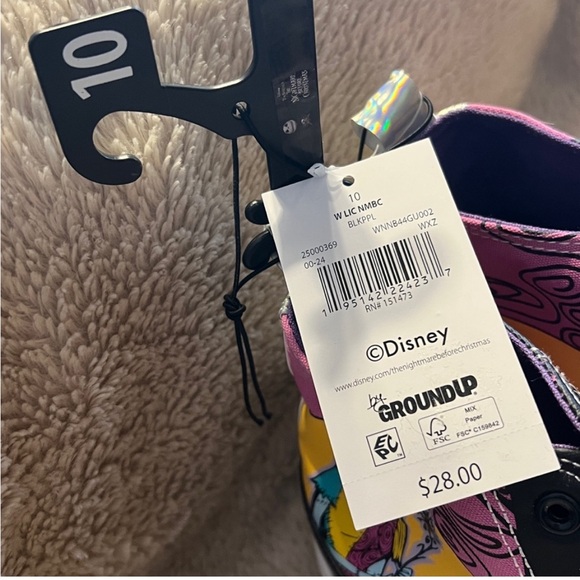 10
10
W LIC NMBC
BLKPPL
25000369
WNNB44GU002
00-24
WXZ
1 95142 22423 7
RN# 151473
©Disney
www.disney.com/thenightmarebeforechristmas
by
GROUNDUP
EPC
FSC
MIX
Paper
FSC® C159842
$28.00